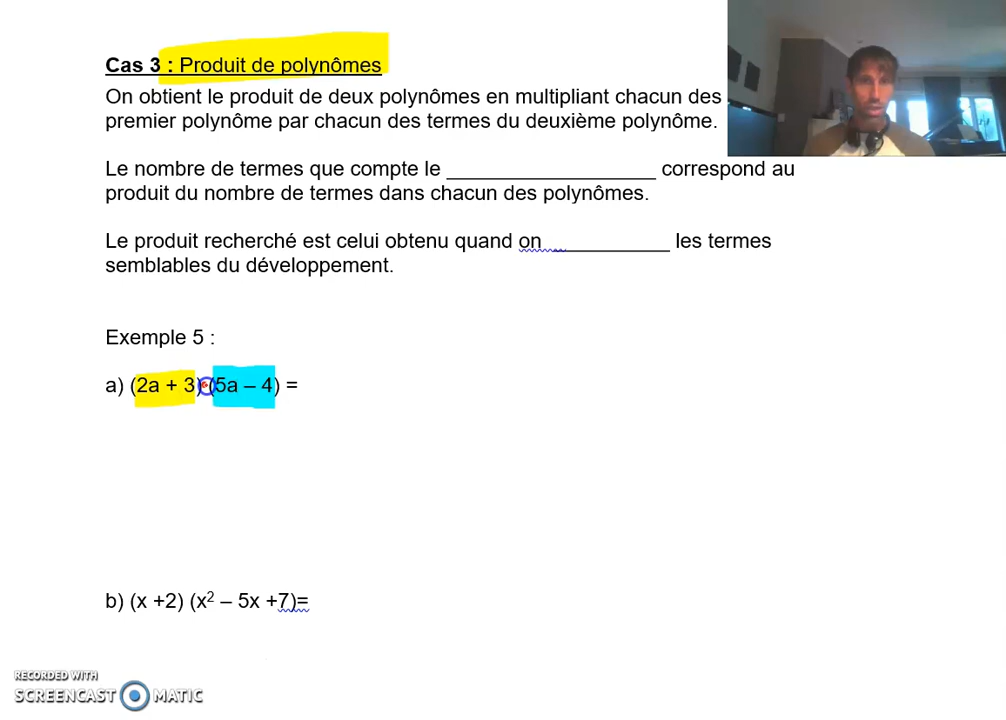 Cas 3 : Produit de polynômes
On obtient le produit de deux polynômes en multipliant chacun des
premier polynôme par chacun des termes du deuxième polynôme.
Le nombre de termes que compte le _________________ correspond au
produit du nombre de termes dans chacun des polynômes.
Le produit recherché est celui obtenu quand on __________ les termes
semblables du développement.
Exemple 5 :
a) (2a + 3) (5a – 4) =
b) (x +2) (x² – 5x +7)=
RECORDED WITH
SCREENCAST MATIC